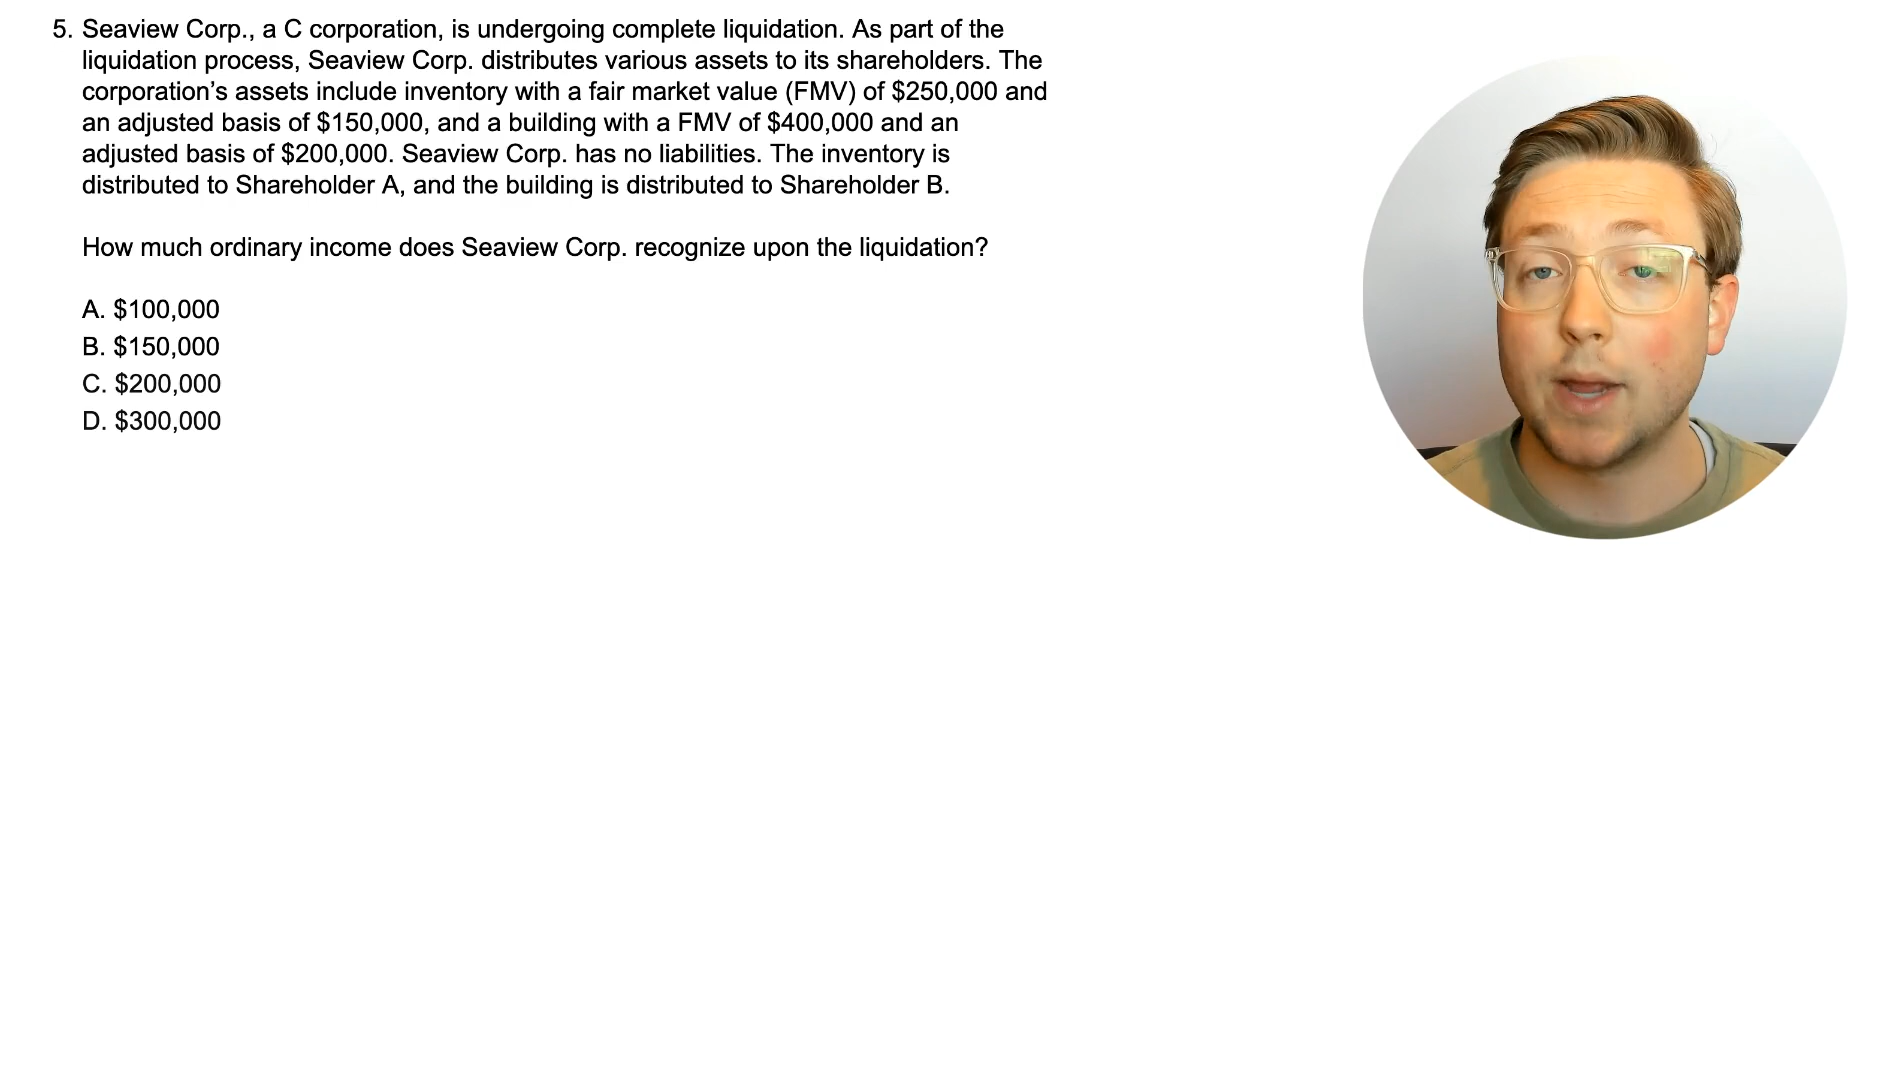 5. Seaview Corp., a C corporation, is undergoing complete liquidation. As part of the
liquidation process, Seaview Corp. distributes various assets to its shareholders. The
corporation’s assets include inventory with a fair market value (FMV) of $250,000 and
an adjusted basis of $150,000, and a building with a FMV of $400,000 and an
adjusted basis of $200,000. Seaview Corp. has no liabilities. The inventory is
distributed to Shareholder A, and the building is distributed to Shareholder B.
How much ordinary income does Seaview Corp. recognize upon the liquidation?
A. $100,000
B. $150,000
C. $200,000
D. $300,000